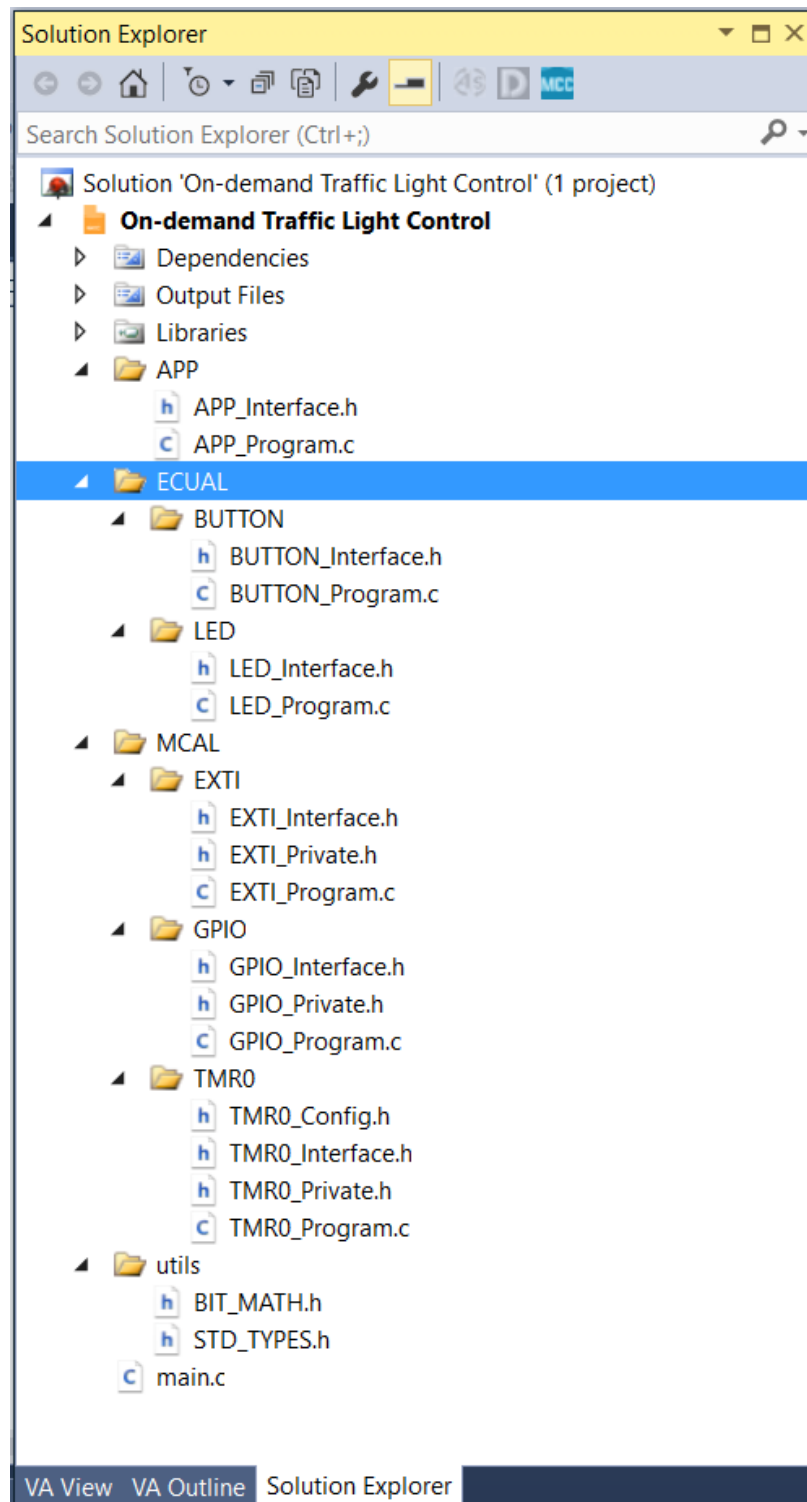 Solution Explorer
MCC
Search Solution Explorer (Ctrl+;)
Solution 'On-demand Traffic Light Control' (1 project)
On-demand Traffic Light Control
Dependencies
Output Files
Libraries
APP
h APP_Interface.h
c APP_Program.c
ECUAL
BUTTON
h BUTTON_Interface.h
c BUTTON_Program.c
LED
h LED_Interface.h
c LED_Program.c
MCAL
EXTI
h EXTI_Interface.h
h EXTI_Private.h
c EXTI_Program.c
GPIO
h GPIO_Interface.h
h GPIO_Private.h
c GPIO_Program.c
TMR0
h TMR0_Config.h
h TMR0_Interface.h
h TMR0_Private.h
c TMR0_Program.c
utils
h BIT_MATH.h
h STD_TYPES.h
c main.c
VA View VA Outline Solution Explorer